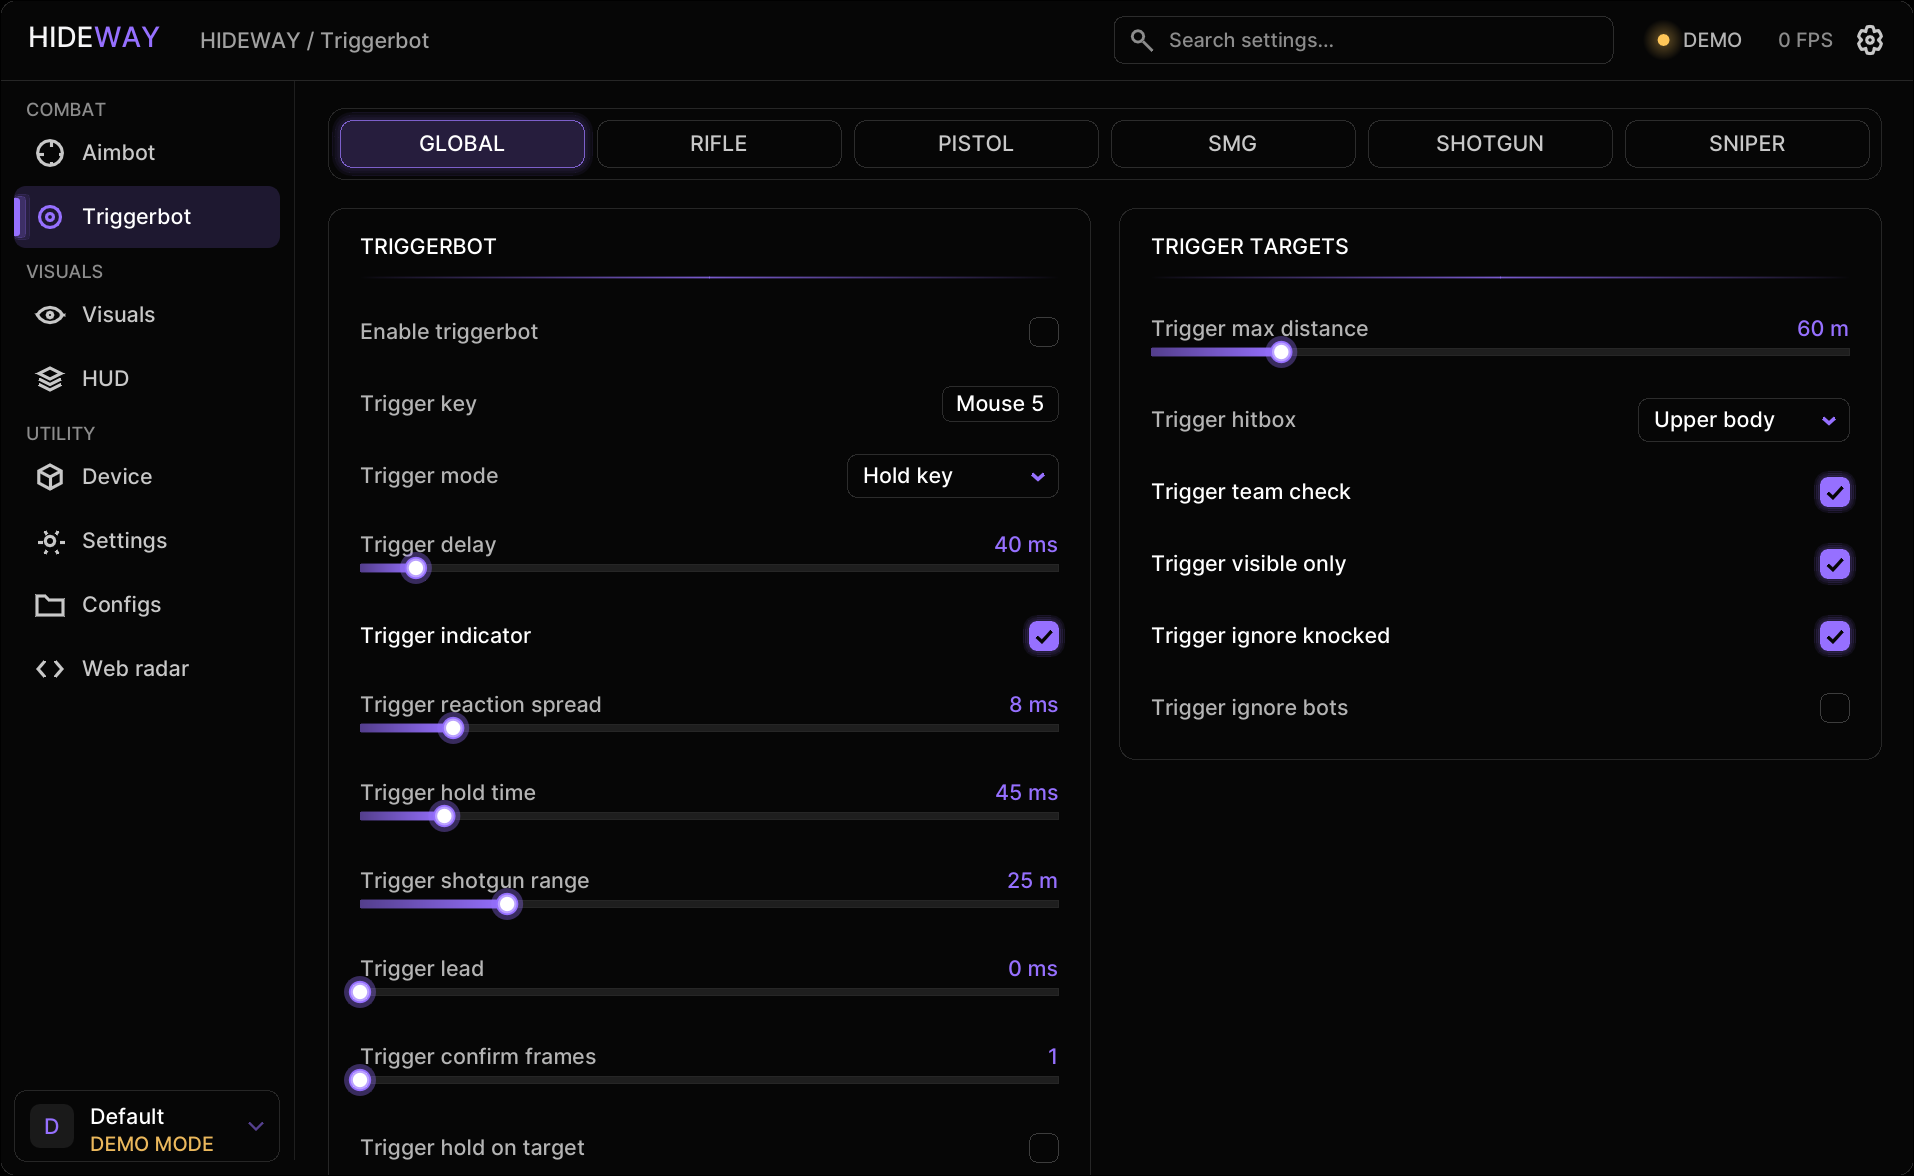 HIDEWAY
HIDEWAY / Triggerbot
Search settings...
DEMO
0 FPS
COMBAT
Aimbot
Triggerbot
VISUALS
Visuals
HUD
UTILITY
Device
Settings
Configs
Web radar
D
Default
DEMO MODE
GLOBAL
RIFLE
PISTOL
SMG
SHOTGUN
SNIPER
TRIGGERBOT
Enable triggerbot
Trigger key
Mouse 5
Trigger mode
Hold key
Trigger delay
40 ms
Trigger indicator
Trigger reaction spread
8 ms
Trigger hold time
45 ms
Trigger shotgun range
25 m
Trigger lead
0 ms
Trigger confirm frames
1
Trigger hold on target
TRIGGER TARGETS
Trigger max distance
60 m
Trigger hitbox
Upper body
Trigger team check
Trigger visible only
Trigger ignore knocked
Trigger ignore bots